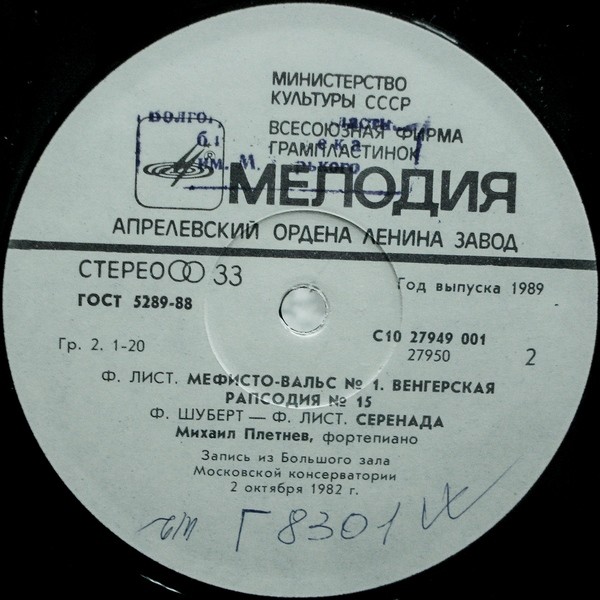 МИНИСТЕРСТВО
КУЛЬТУРЫ СССР
ВСЕСОЮЗНАЯ ФИРМА
ГРАМПЛАСТИНОК
®
МЕЛОДИЯ
АПРЕЛЕВСКИЙ ОРДЕНА ЛЕНИНА ЗАВОД
СТЕРЕО 33
ГОСТ 5289-88
Год выпуска 1989
Гр. 2. 1-20
С10 27949 001
27950
2
Ф. ЛИСТ. МЕФИСТО-ВАЛЬС № 1. ВЕНГЕРСКАЯ
РАПСОДИЯ № 15
Ф. ШУБЕРТ — Ф. ЛИСТ. СЕРЕНАДА
Михаил Плетнев, фортепиано
Запись из Большого зала
Московской консерватории
2 октября 1982 г.
Г8301